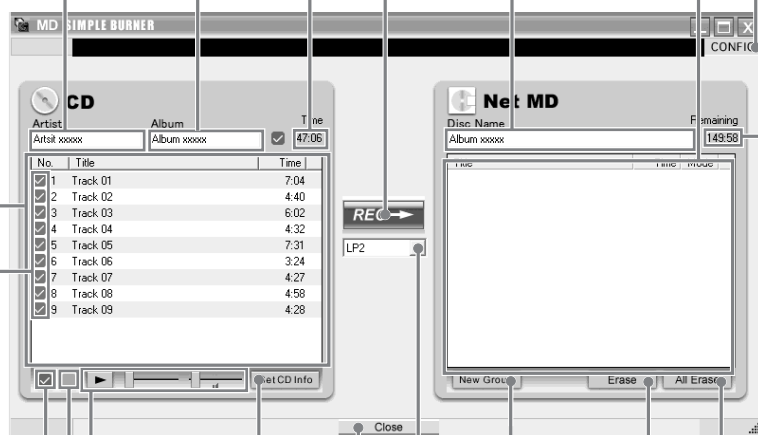 MD SIMPLE BURNER
CONFIG
CD
Artist Album Time
Artsit xxxxx Album xxxxx 47:06
No. Title Time
1 Track 01 7:04
2 Track 02 4:40
3 Track 03 6:02
4 Track 04 4:32
5 Track 05 7:31
6 Track 06 3:24
7 Track 07 4:27
8 Track 08 4:58
9 Track 09 4:28
Get CD Info
REC
LP2
Net MD
Disc Name Remaining
Album xxxxx 149:58
Title Time Mode
New Group Erase All Erase
Close